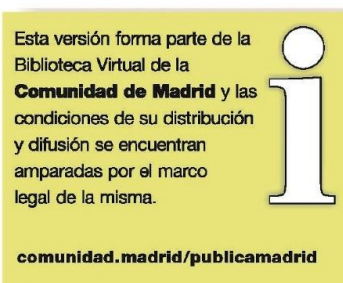 Esta versión forma parte de la
Biblioteca Virtual de la
Comunidad de Madrid y las
condiciones de su distribución
y difusión se encuentran
amparadas por el marco
legal de la misma.
i
comunidad.madrid/publicamadrid